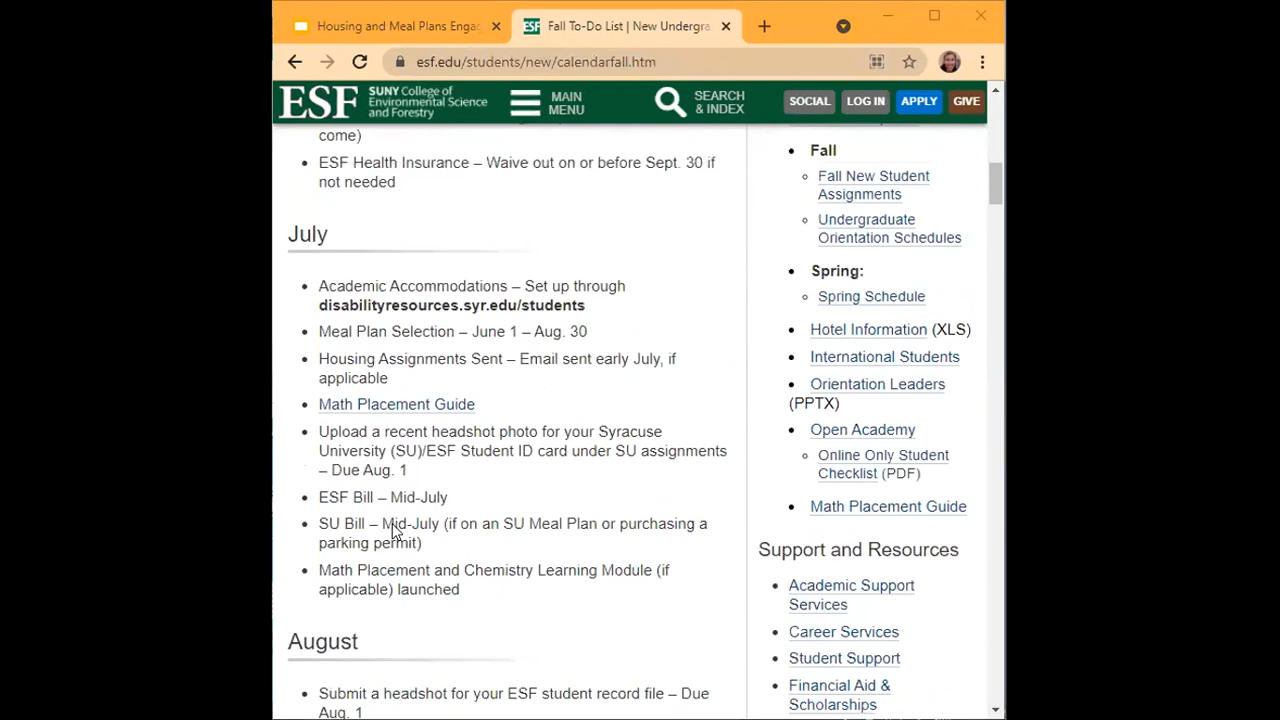 Housing and Meal Plans Enga
Fall To-Do List | New Undergra
esf.edu/students/new/calendarfall.htm
ESF
SUNY College of
Environmental Science
and Forestry
MAIN
MENU
SEARCH
& INDEX
SOCIAL
LOG IN
APPLY
GIVE
come)
ESF Health Insurance – Waive out on or before Sept. 30 if
not needed
July
Academic Accommodations – Set up through
disabilityresources.syr.edu/students
Meal Plan Selection – June 1 – Aug. 30
Housing Assignments Sent – Email sent early July, if
applicable
Math Placement Guide
Upload a recent headshot photo for your Syracuse
University (SU)/ESF Student ID card under SU assignments
– Due Aug. 1
ESF Bill – Mid-July
SU Bill – Mid-July (if on an SU Meal Plan or purchasing a
parking permit)
Math Placement and Chemistry Learning Module (if
applicable) launched
August
Submit a headshot for your ESF student record file – Due
Aug. 1
Fall
Fall New Student
Assignments
Undergraduate
Orientation Schedules
Spring:
Spring Schedule
Hotel Information (XLS)
International Students
Orientation Leaders
(PPTX)
Open Academy
Online Only Student
Checklist (PDF)
Math Placement Guide
Support and Resources
Academic Support
Services
Career Services
Student Support
Financial Aid &
Scholarships